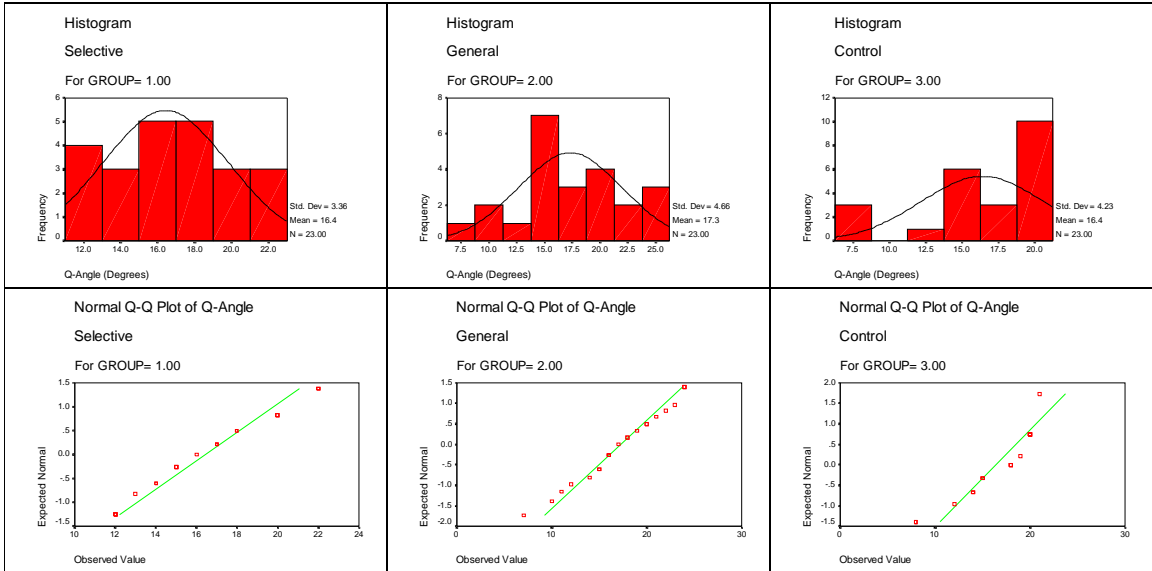 Histogram
Selective
For GROUP= 1.00
6
5
4
3
2
1
0
Frequency
12.0 14.0 16.0 18.0 20.0 22.0
Q-Angle (Degrees)
Std. Dev = 3.36
Mean = 16.4
N = 23.00
Histogram
General
For GROUP= 2.00
8
6
4
2
0
Frequency
7.5 10.0 12.5 15.0 17.5 20.0 22.5 25.0
Q-Angle (Degrees)
Std. Dev = 4.66
Mean = 17.3
N = 23.00
Histogram
Control
For GROUP= 3.00
12
10
8
6
4
2
0
Frequency
7.5 10.0 12.5 15.0 17.5 20.0
Q-Angle (Degrees)
Std. Dev = 4.23
Mean = 16.4
N = 23.00
Normal Q-Q Plot of Q-Angle
Selective
For GROUP= 1.00
1.5
1.0
.5
0.0
-.5
-1.0
-1.5
Expected Normal
10 12 14 16 18 20 22 24
Observed Value
Normal Q-Q Plot of Q-Angle
General
For GROUP= 2.00
1.5
1.0
.5
0.0
-.5
-1.0
-1.5
-2.0
Expected Normal
0 10 20 30
Observed Value
Normal Q-Q Plot of Q-Angle
Control
For GROUP= 3.00
2.0
1.5
1.0
.5
0.0
-.5
-1.0
-1.5
Expected Normal
0 10 20 30
Observed Value